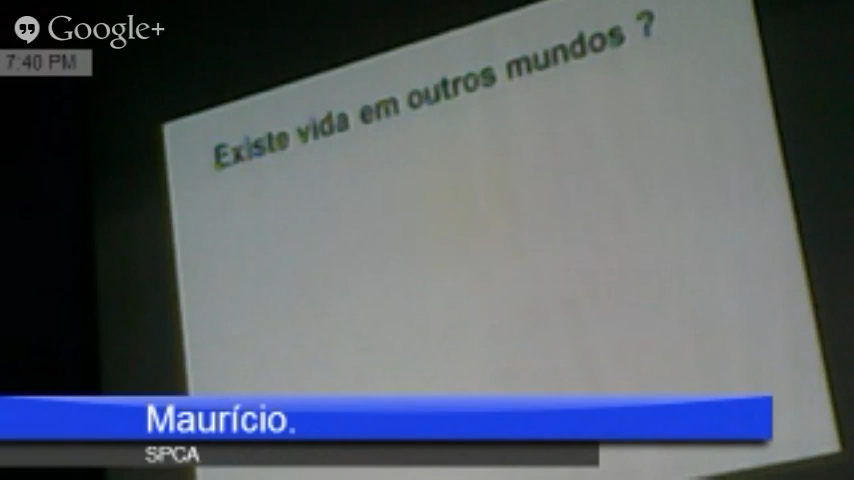 Google+
7:40 PM
Existe vida em outros mundos ?
Maurício.
SPCA